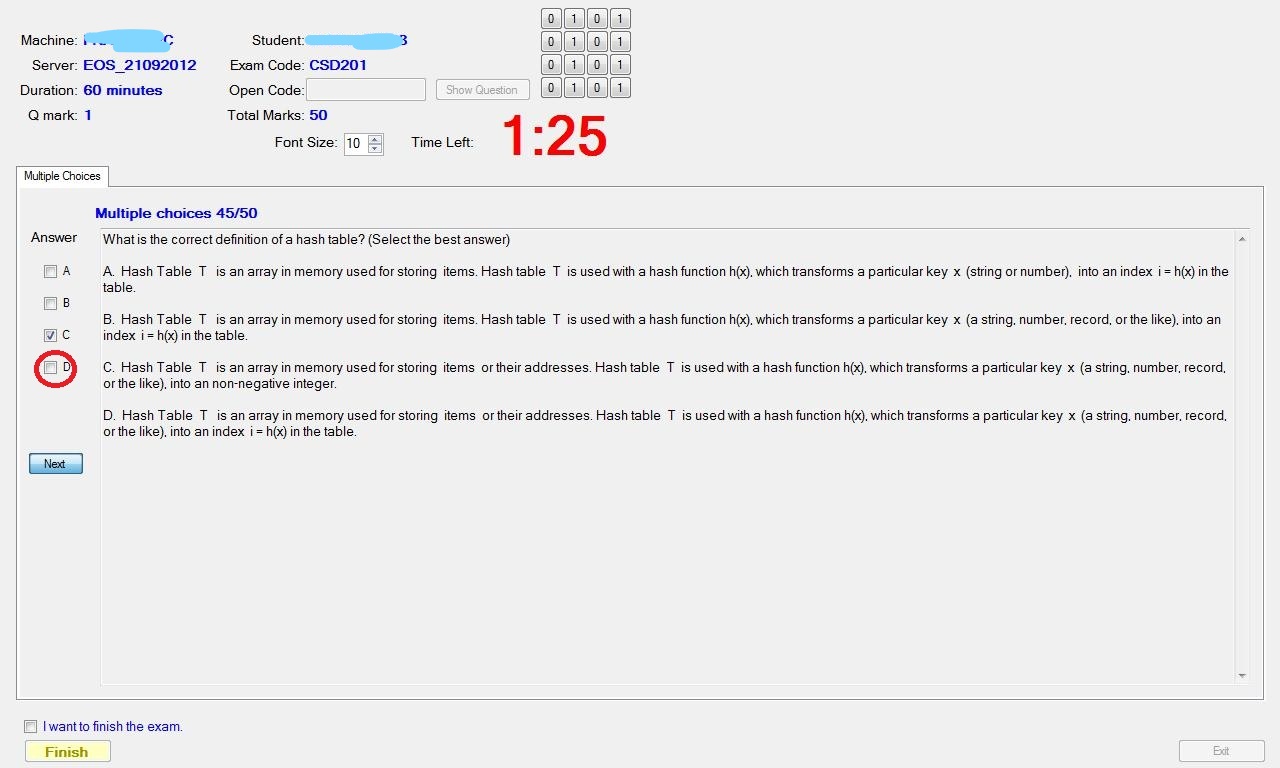 0 1 0 1
Machine: C Student: 3
0 1 0 1
Server: EOS_21092012 Exam Code: CSD201
0 1 0 1
Duration: 60 minutes Open Code: Show Question
0 1 0 1
Q mark: 1 Total Marks: 50
Font Size: 10 Time Left: 1:25
Multiple Choices
Multiple choices 45/50
Answer
What is the correct definition of a hash table? (Select the best answer)
A
A. Hash Table T is an array in memory used for storing items. Hash table T is used with a hash function h(x), which transforms a particular key x (string or number), into an index i = h(x) in the
table.
B
B. Hash Table T is an array in memory used for storing items. Hash table T is used with a hash function h(x), which transforms a particular key x (a string, number, record, or the like), into an
index i = h(x) in the table.
C
C. Hash Table T is an array in memory used for storing items or their addresses. Hash table T is used with a hash function h(x), which transforms a particular key x (a string, number, record,
or the like), into an non-negative integer.
D
D. Hash Table T is an array in memory used for storing items or their addresses. Hash table T is used with a hash function h(x), which transforms a particular key x (a string, number, record,
or the like), into an index i = h(x) in the table.
Next
I want to finish the exam.
Finish
Exit